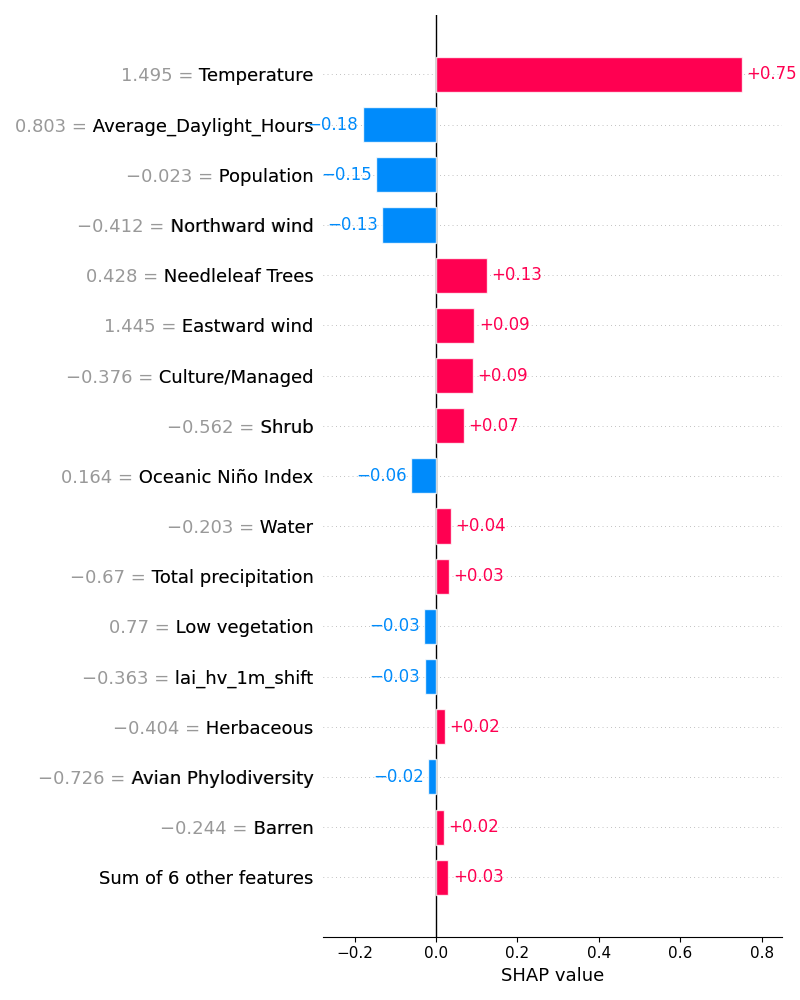 1.495 = Temperature +0.75
0.803 = Average_Daylight_Hours −0.18
−0.023 = Population −0.15
−0.412 = Northward wind −0.13
0.428 = Needleleaf Trees +0.13
1.445 = Eastward wind +0.09
−0.376 = Culture/Managed +0.09
−0.562 = Shrub +0.07
0.164 = Oceanic Niño Index −0.06
−0.203 = Water +0.04
−0.67 = Total precipitation +0.03
0.77 = Low vegetation −0.03
−0.363 = lai_hv_1m_shift −0.03
−0.404 = Herbaceous +0.02
−0.726 = Avian Phylodiversity −0.02
−0.244 = Barren +0.02
Sum of 6 other features +0.03
−0.2 0.0 0.2 0.4 0.6 0.8
SHAP value